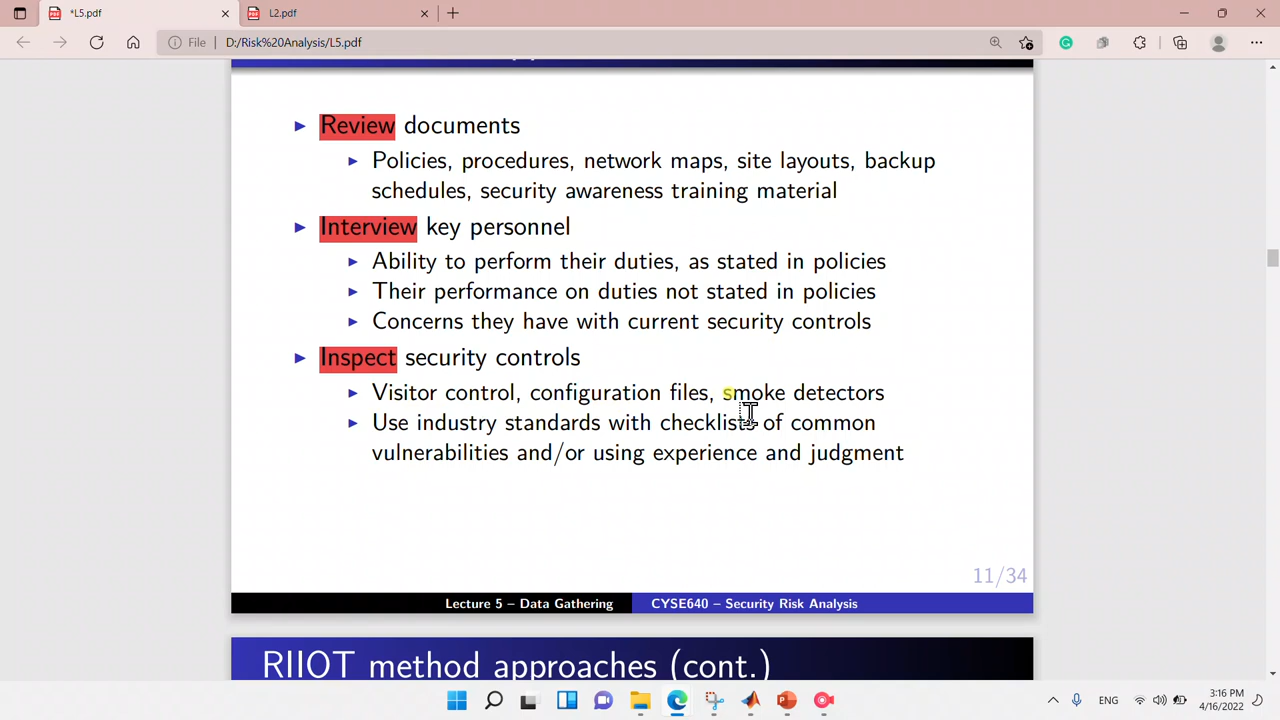 *L5.pdf
L2.pdf
File
D:/Risk%20Analysis/L5.pdf
Review documents
Policies, procedures, network maps, site layouts, backup
schedules, security awareness training material
Interview key personnel
Ability to perform their duties, as stated in policies
Their performance on duties not stated in policies
Concerns they have with current security controls
Inspect security controls
Visitor control, configuration files, smoke detectors
Use industry standards with checklists of common
vulnerabilities and/or using experience and judgment
11/34
Lecture 5 – Data Gathering
CYSE640 – Security Risk Analysis
RIIOT method approaches (cont.)
ENG
3:16 PM
4/16/2022